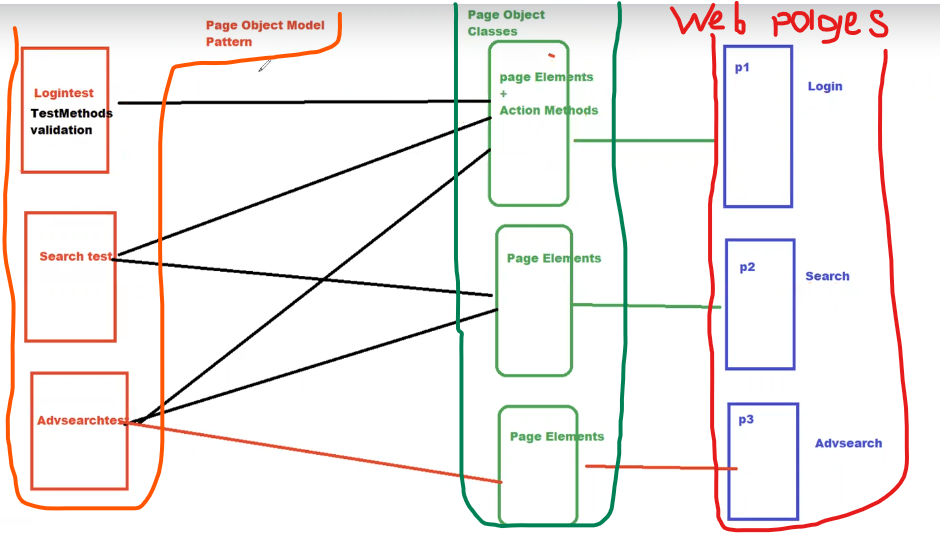 Page Object Model
Pattern
Page Object
Classes
Web pages
Logintest
TestMethods
validation
page Elements
+
Action Methods
p1
Login
Search test
Page Elements
p2
Search
Advsearchtest
Page Elements
p3
Advsearch